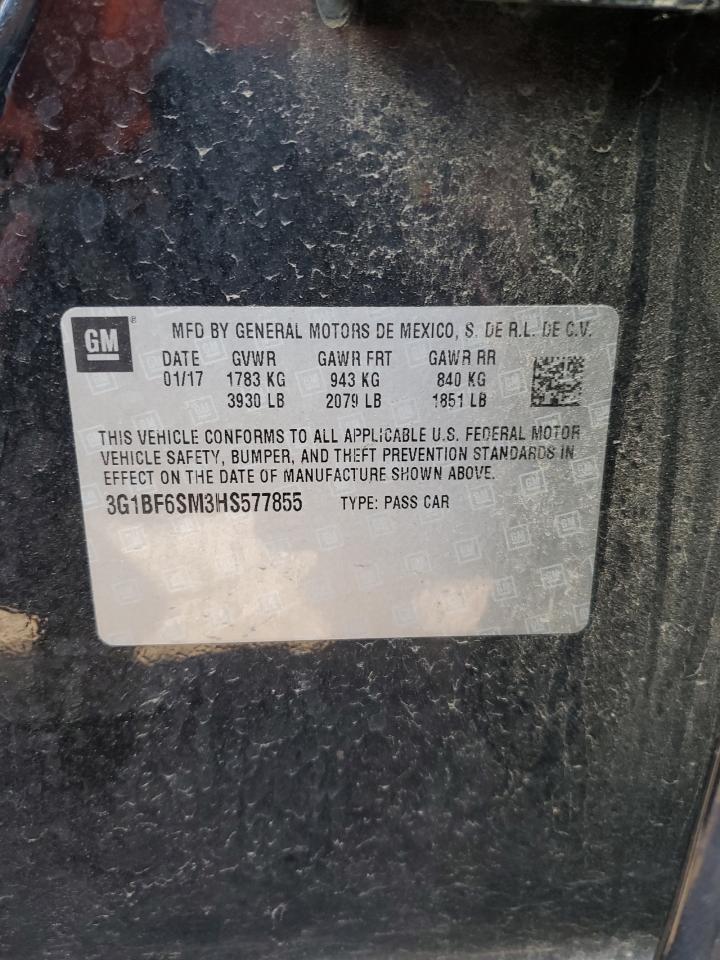 GM ® MFD BY GENERAL MOTORS DE MEXICO, S. DE R.L. DE C.V.
DATE GVWR GAWR FRT GAWR RR
01/17 1783 KG 943 KG 840 KG
3930 LB 2079 LB 1851 LB
THIS VEHICLE CONFORMS TO ALL APPLICABLE U.S. FEDERAL MOTOR
VEHICLE SAFETY, BUMPER, AND THEFT PREVENTION STANDARDS IN
EFFECT ON THE DATE OF MANUFACTURE SHOWN ABOVE.
3G1BF6SM3HS577855 TYPE: PASS CAR